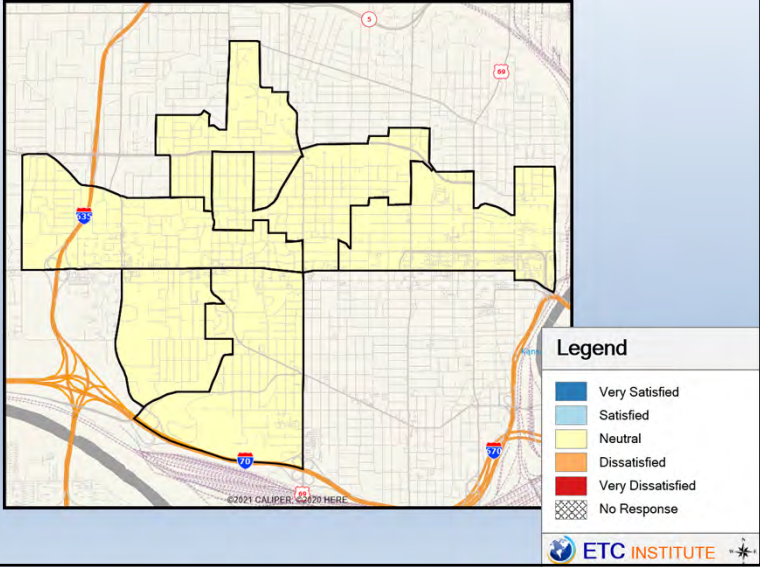 5
69
635
Legend
Very Satisfied
Satisfied
Neutral
Dissatisfied
Very Dissatisfied
No Response
70
670
69
©2021 CALIPER; ©2020 HERE
ETC INSTITUTE